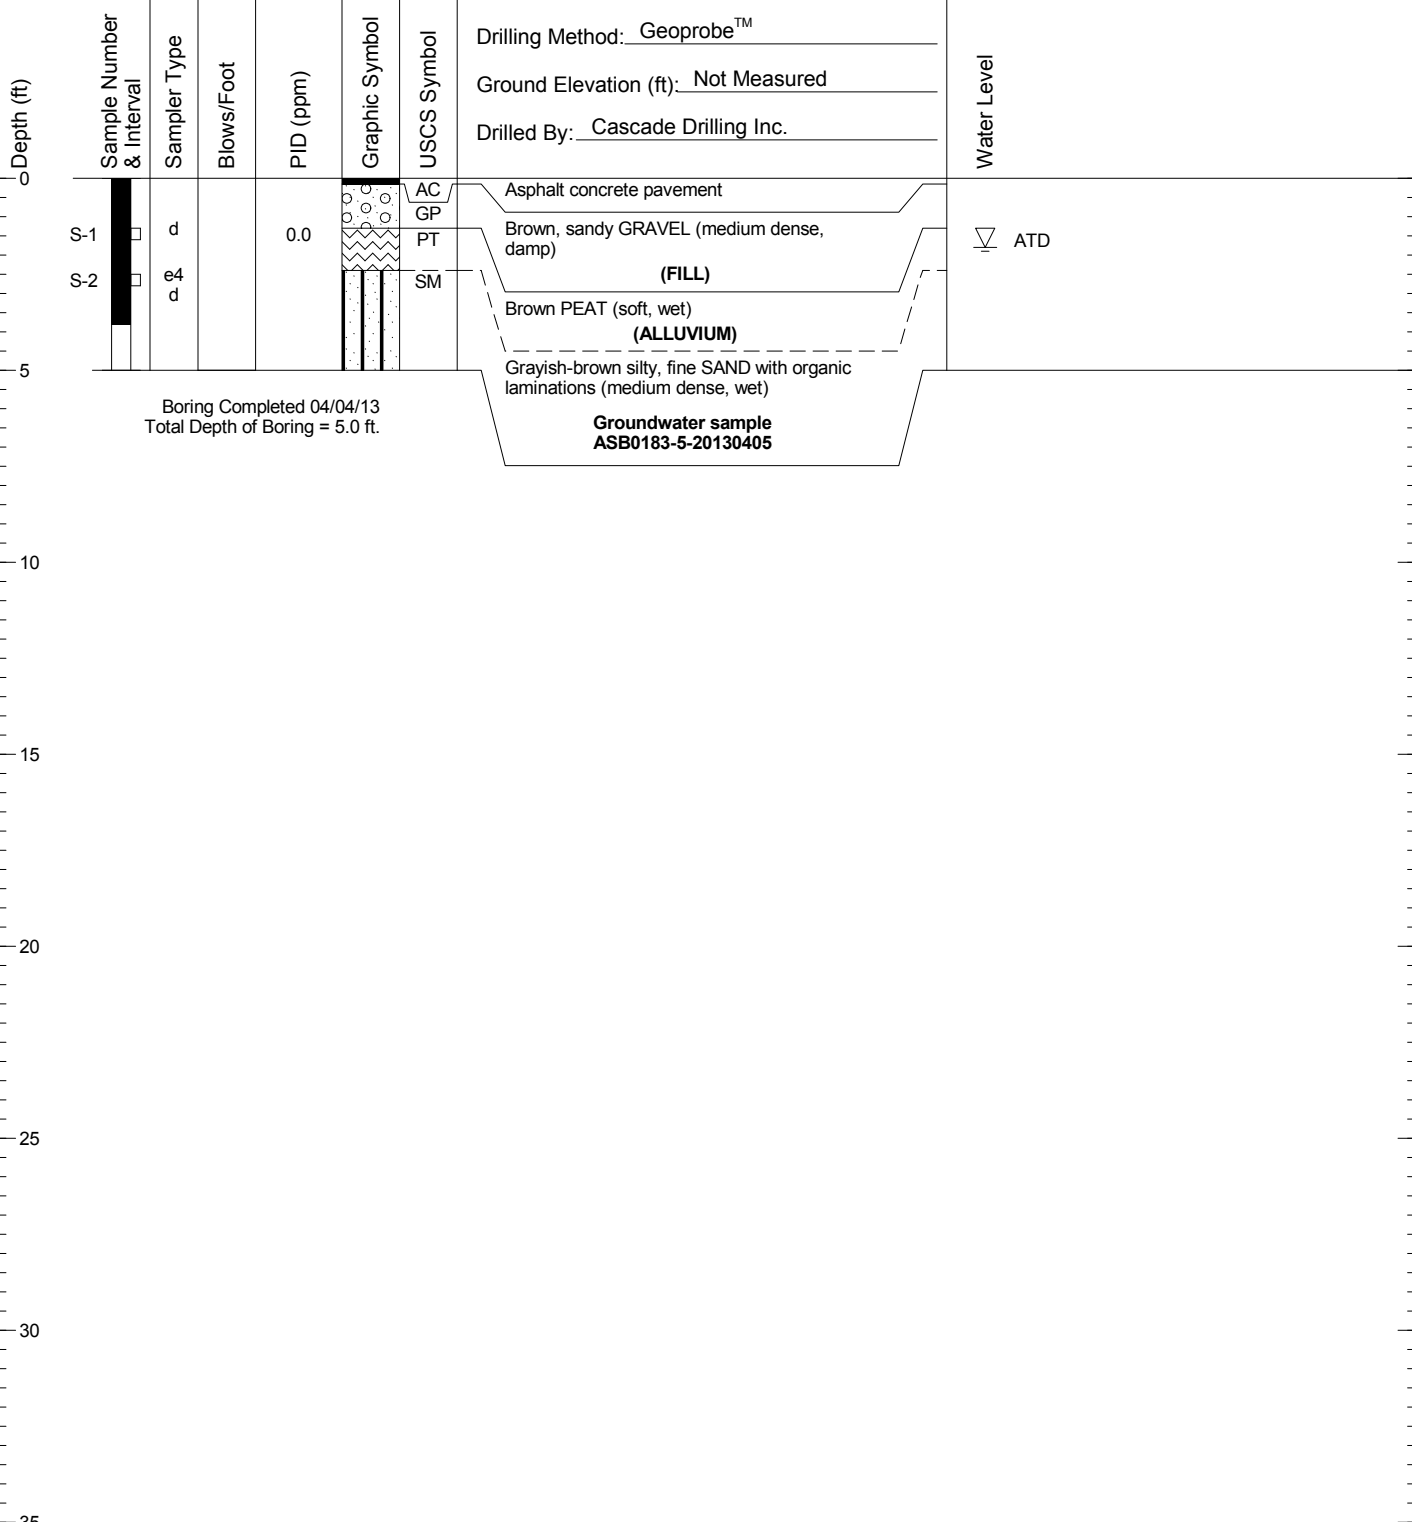 Depth (ft)
Sample Number
& Interval
Sampler Type
Blows/Foot
PID (ppm)
Graphic Symbol
USCS Symbol
Drilling Method: Geoprobe™
Ground Elevation (ft): Not Measured
Drilled By: Cascade Drilling Inc.
Water Level
0
AC
Asphalt concrete pavement
GP
S-1
d
0.0
PT
Brown, sandy GRAVEL (medium dense,
damp)
(FILL)
ATD
S-2
e4
d
SM
Brown PEAT (soft, wet)
(ALLUVIUM)
5
Grayish-brown silty, fine SAND with organic
laminations (medium dense, wet)
Boring Completed 04/04/13
Total Depth of Boring = 5.0 ft.
Groundwater sample
ASB0183-5-20130405
10
15
20
25
30
35